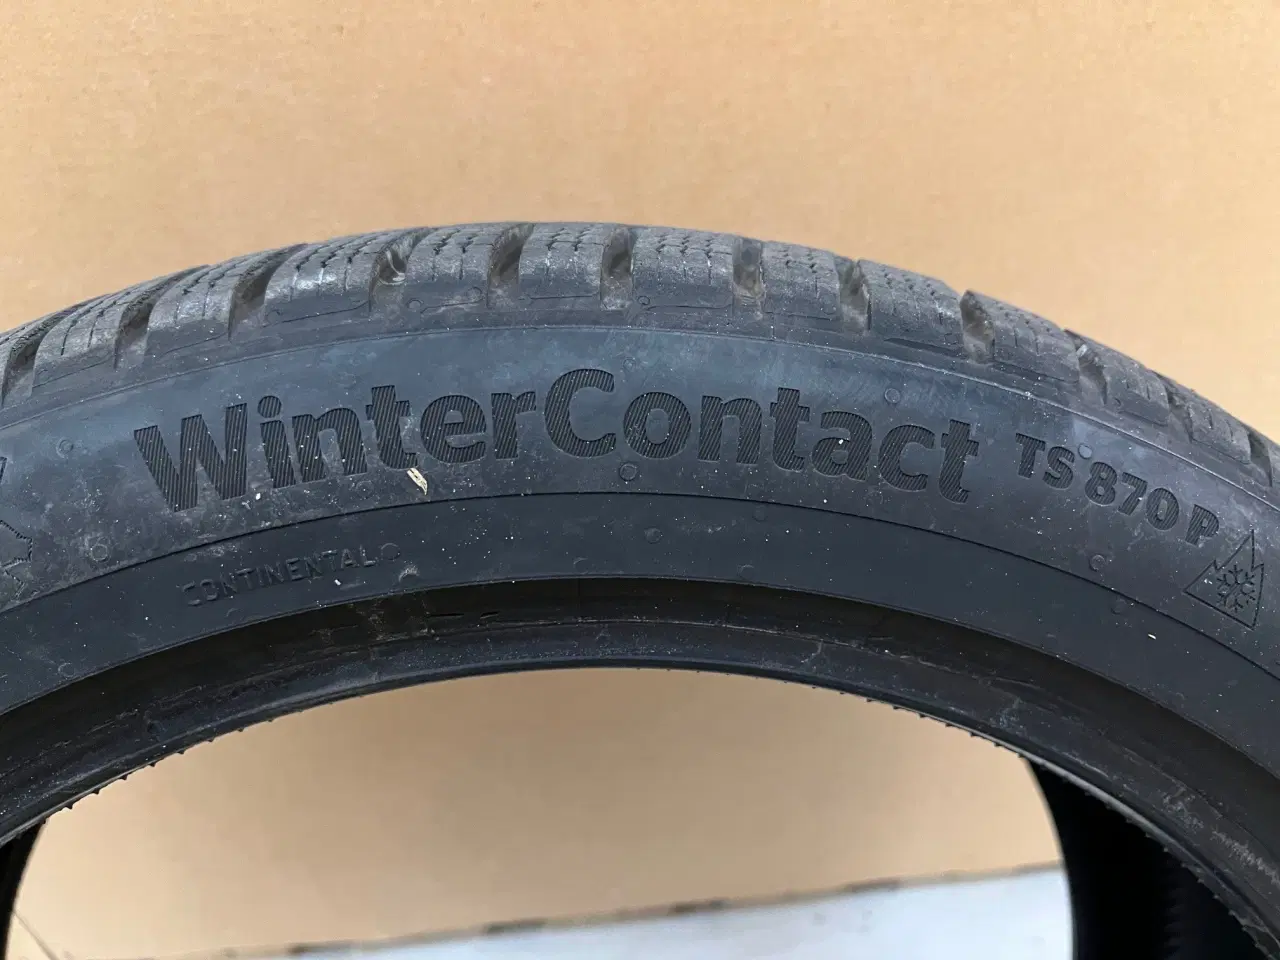 WinterContact TS 870 P
CONTINENTAL